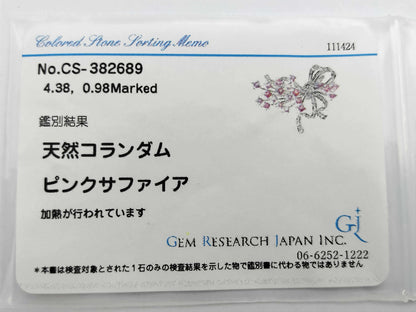 Colored Stone Sorting Memo
111424
No.CS-382689
4.38, 0.98Marked
鑑別結果
天然コランダム
ピンクサファイア
加熱が行われています
GEM RESEARCH JAPAN INC.
06-6252-1222
*本書は検査対象とされた1石のみの検査結果を示した物で鑑別書に代わる物ではありません.